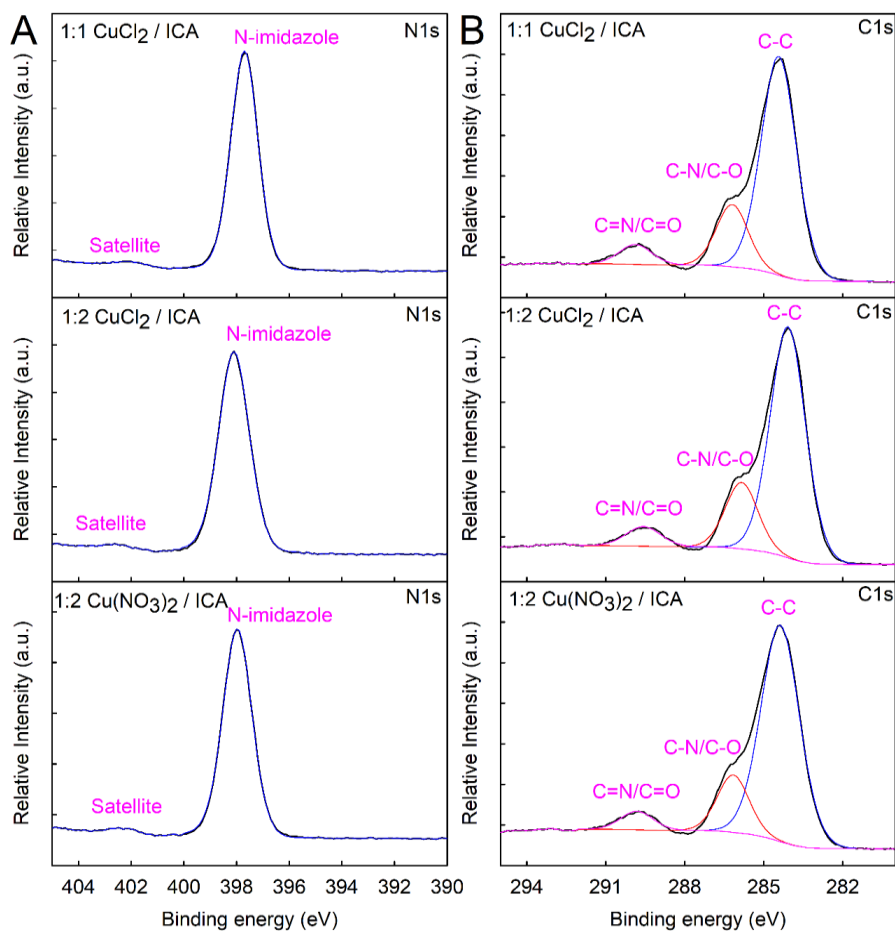 A
1:1 CuCl2 / ICA
N1s
N-imidazole
Satellite
Relative Intensity (a.u.)
1:2 CuCl2 / ICA
N1s
N-imidazole
Satellite
Relative Intensity (a.u.)
1:2 Cu(NO3)2 / ICA
N1s
N-imidazole
Satellite
Relative Intensity (a.u.)
404 402 400 398 396 394 392 390
Binding energy (eV)
B
1:1 CuCl2 / ICA
C1s
C-C
C-N/C-O
C=N/C=O
Relative Intensity (a.u.)
1:2 CuCl2 / ICA
C1s
C-C
C-N/C-O
C=N/C=O
Relative Intensity (a.u.)
1:2 Cu(NO3)2 / ICA
C1s
C-C
C-N/C-O
C=N/C=O
Relative Intensity (a.u.)
294 291 288 285 282
Binding energy (eV)